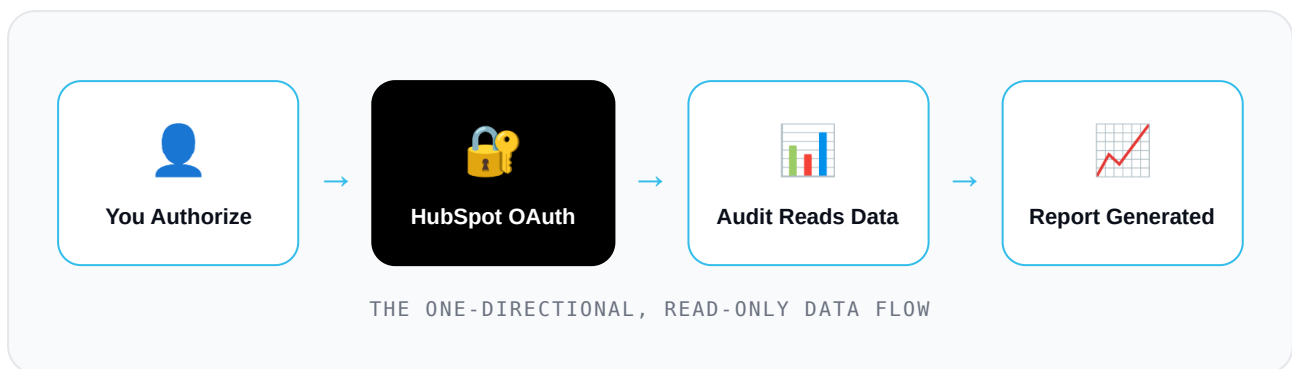 You Authorize
→
HubSpot OAuth
→
Audit Reads Data
→
Report Generated
THE ONE-DIRECTIONAL, READ-ONLY DATA FLOW